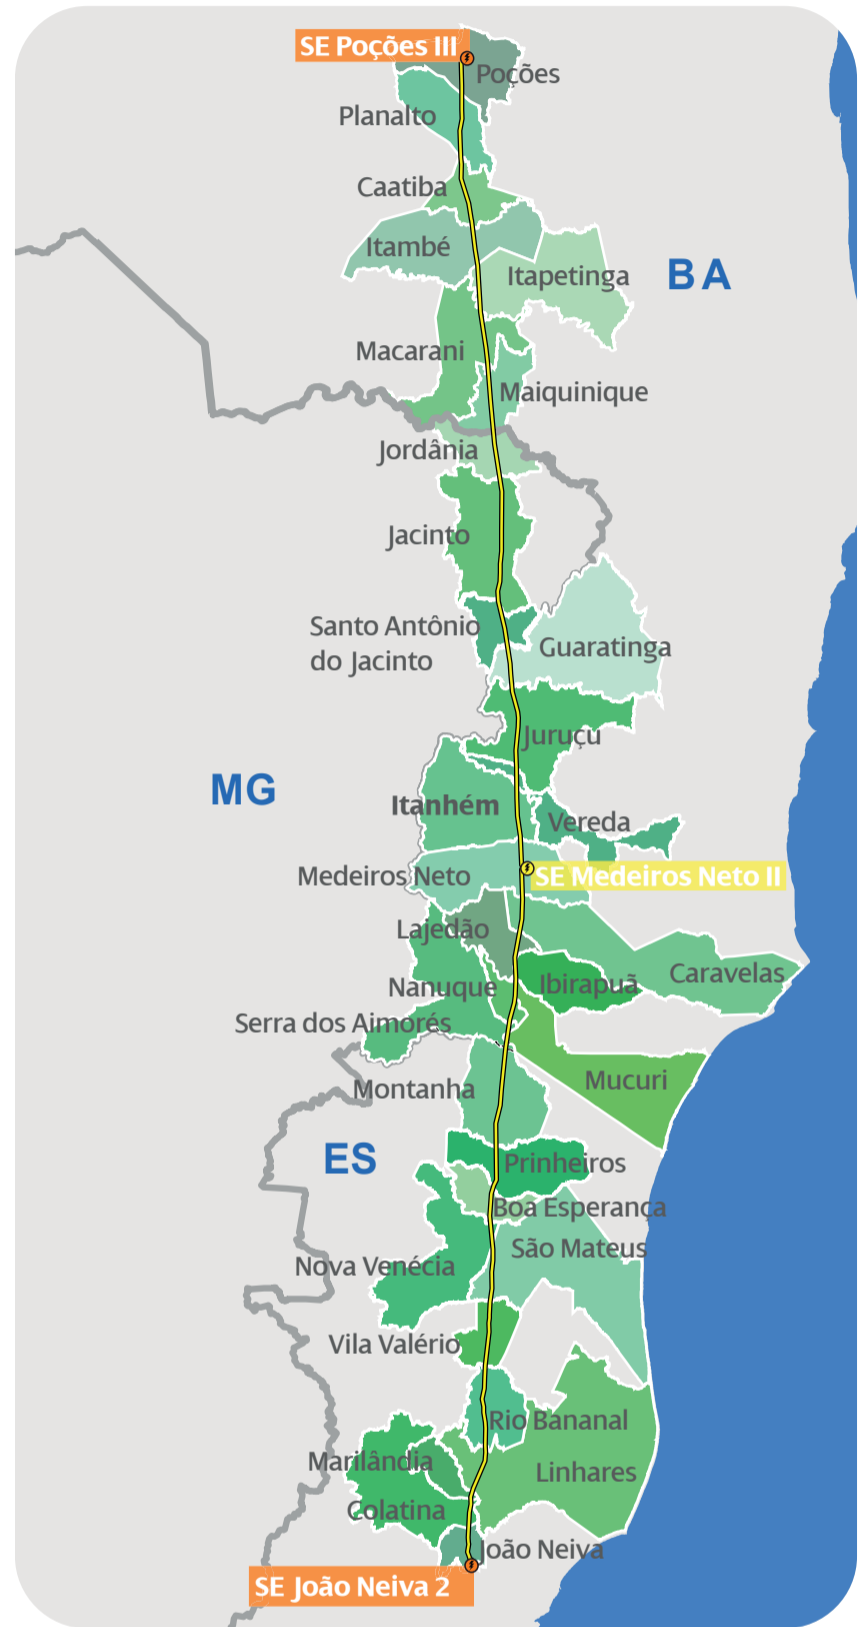 SE Poções III
Poções
Planalto
Caatiba
Itambé
Itapetinga
BA
Macarani
Maiquinique
Jordânia
Jacinto
Santo Antônio
do Jacinto
Guaratinga
Juruçu
MG
Itanhém
Vereda
Medeiros Neto
SE Medeiros Neto II
Lajedão
Caravelas
Nanuque
Ibirapuã
Serra dos Aimorés
Mucuri
Montanha
ES
Prinheiros
Boa Esperança
São Mateus
Nova Venécia
Vila Valério
Rio Bananal
Marilândia
Linhares
Colatina
João Neiva
SE João Neiva 2